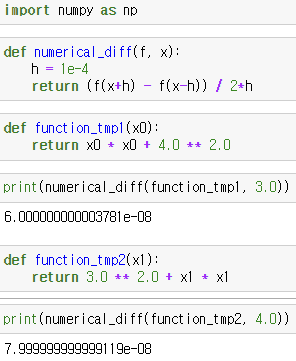 import numpy as np
def numerical_diff(f, x):
    h = 1e-4
    return (f(x+h) - f(x-h)) / 2*h
def function_tmp1(x0):
    return x0 * x0 + 4.0 ** 2.0
print(numerical_diff(function_tmp1, 3.0))
6.000000000003781e-08
def function_tmp2(x1):
    return 3.0 ** 2.0 + x1 * x1
print(numerical_diff(function_tmp2, 4.0))
7.999999999999119e-08